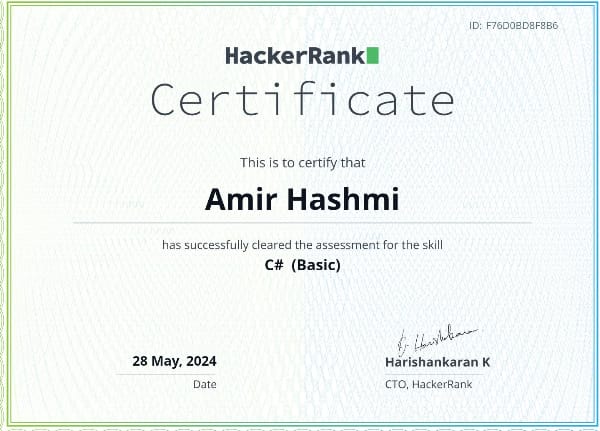 ID: F76D0BD8F8B6
HackerRank
Certificate
This is to certify that
Amir Hashmi
has successfully cleared the assessment for the skill
C# (Basic)
28 May, 2024
Date
Harishankaran K
CTO, HackerRank